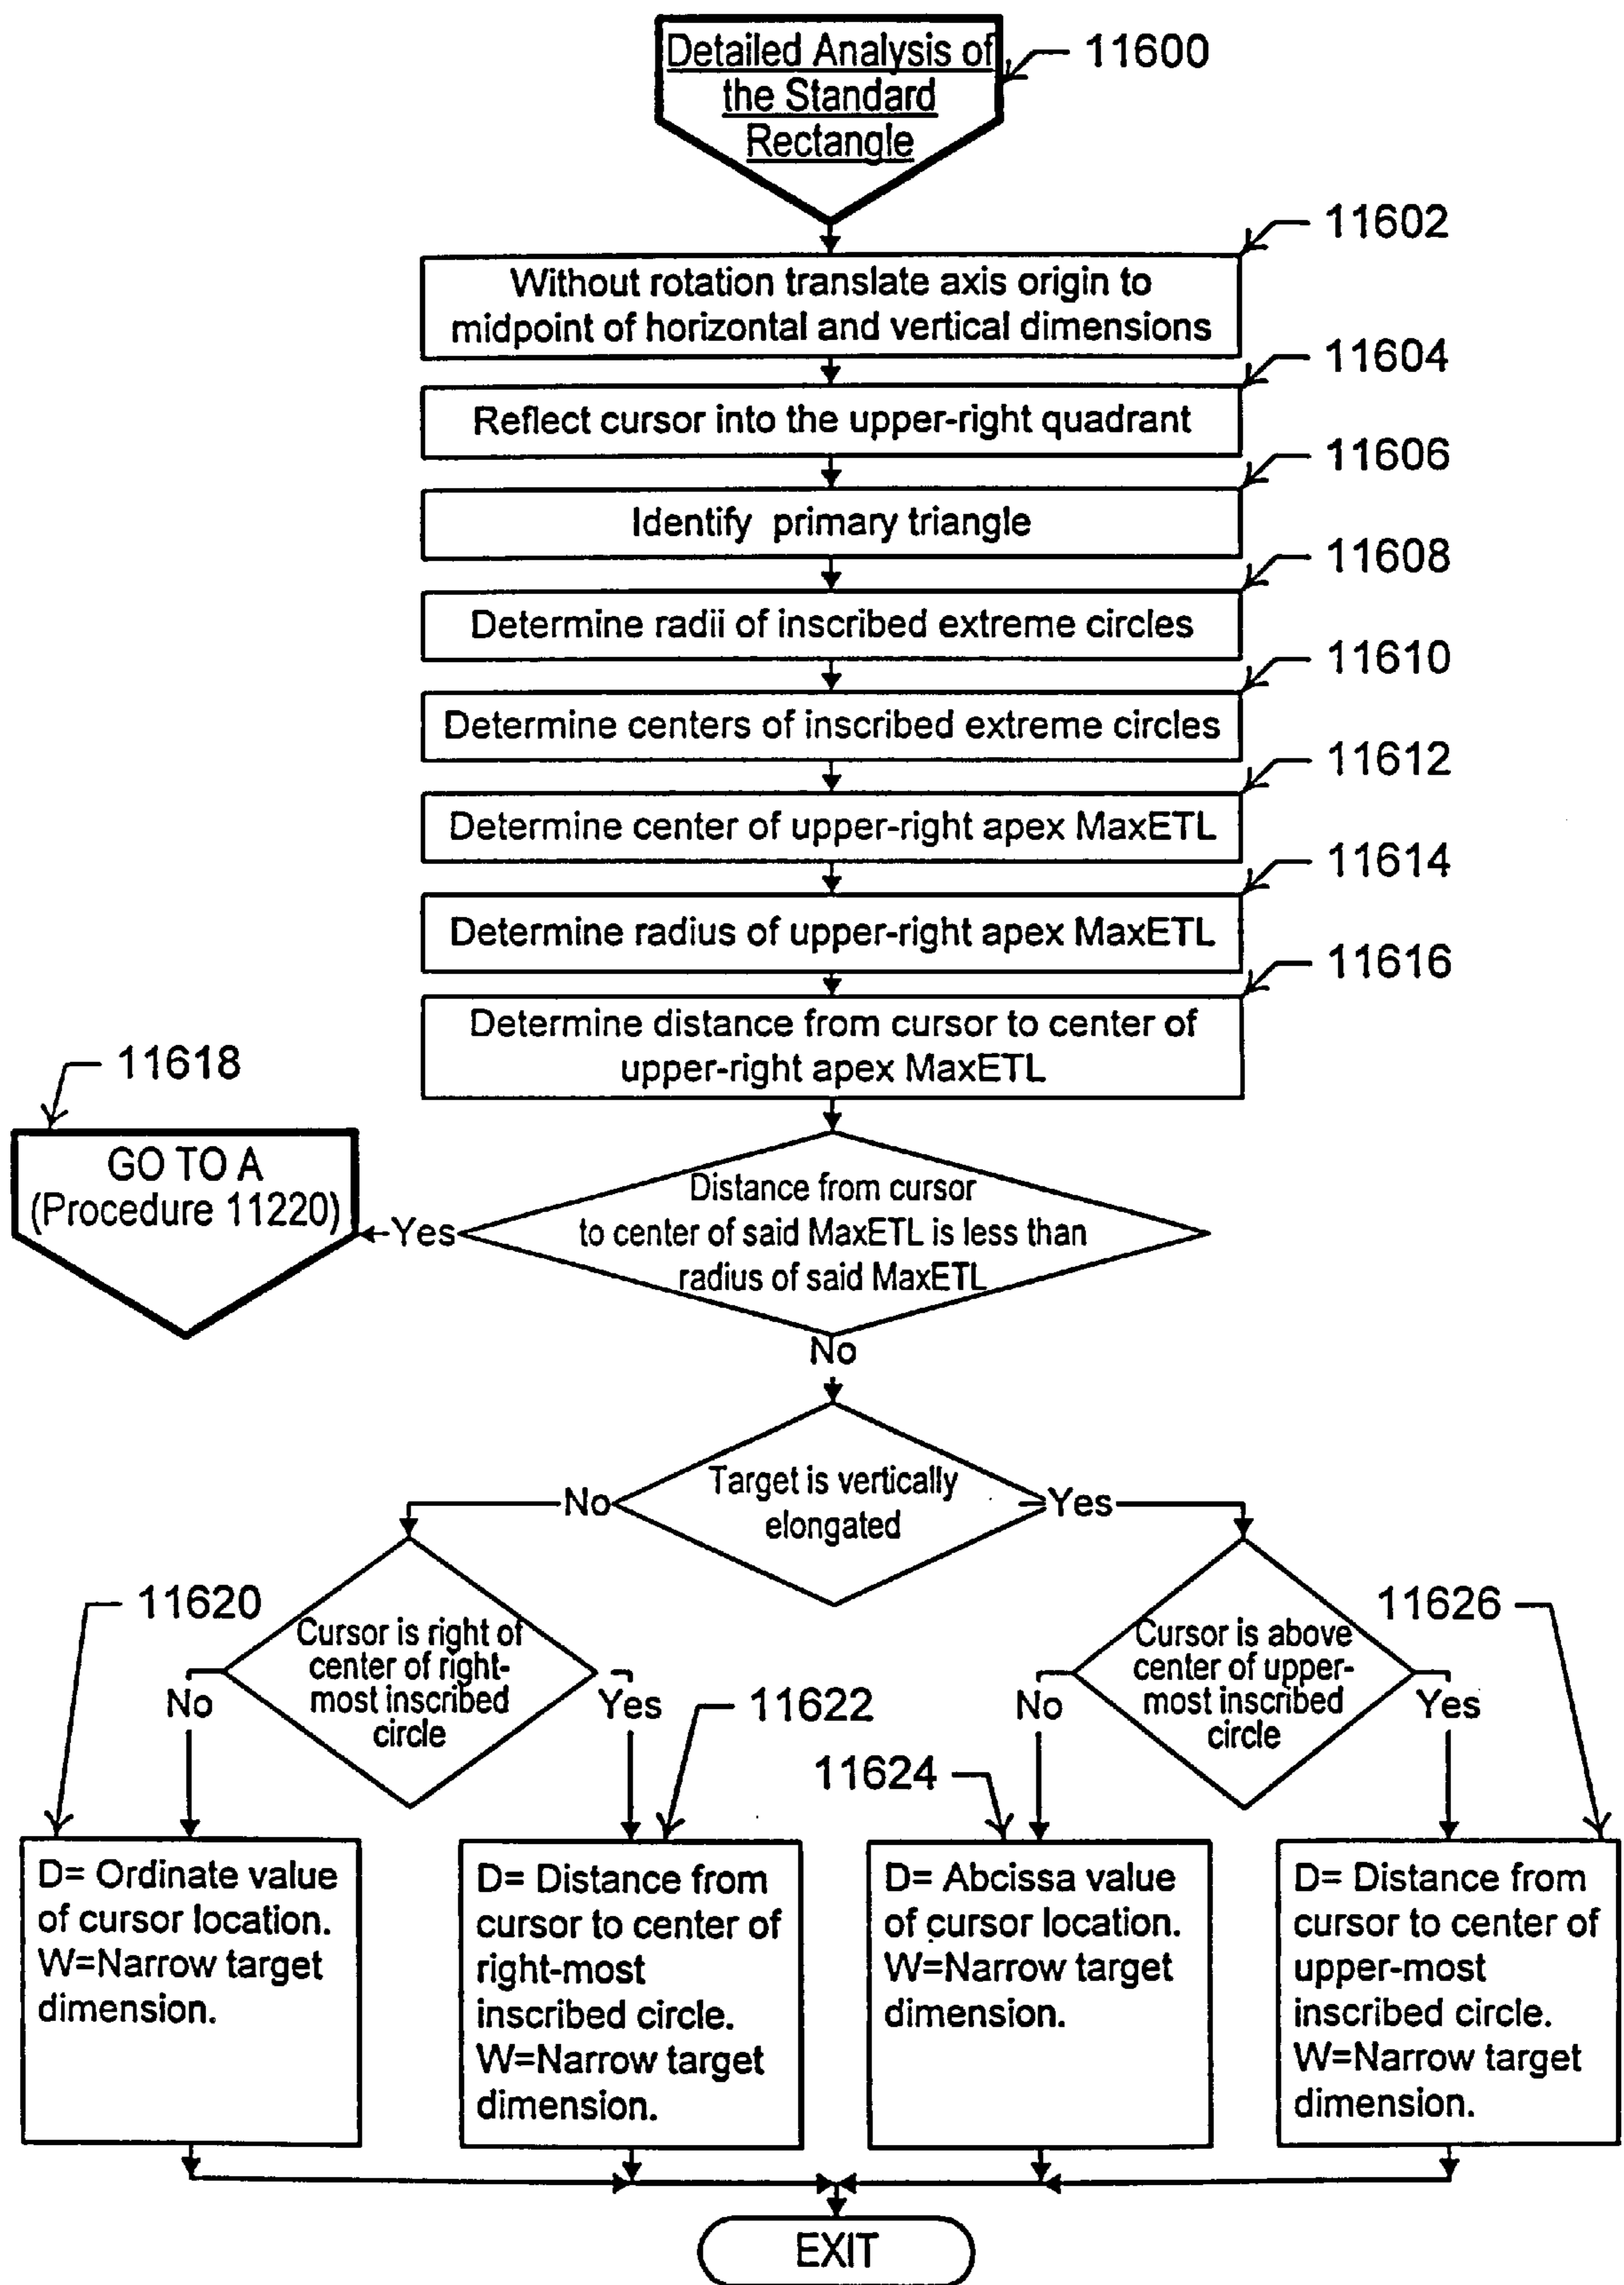 Detailed Analysis of
the Standard
Rectangle
11600
11602
Without rotation translate axis origin to
midpoint of horizontal and vertical dimensions
11604
Reflect cursor into the upper-right quadrant
11606
Identify primary triangle
11608
Determine radii of inscribed extreme circles
11610
Determine centers of inscribed extreme circles
11612
Determine center of upper-right apex MaxETL
11614
Determine radius of upper-right apex MaxETL
11616
Determine distance from cursor to center of
upper-right apex MaxETL
11618
GO TO A
(Procedure 11220)
Yes
Distance from cursor
to center of said MaxETL is less than
radius of said MaxETL
No
Target is vertically
elongated
No
Yes
11620
Cursor is right of
center of right-
most inscribed
circle
No
Yes
11622
11626
Cursor is above
center of upper-
most inscribed
circle
No
Yes
11624
D= Ordinate value
of cursor location.
W=Narrow target
dimension.
D= Distance from
cursor to center of
right-most
inscribed circle.
W=Narrow target
dimension.
D= Abcissa value
of cursor location.
W=Narrow target
dimension.
D= Distance from
cursor to center of
upper-most
inscribed circle.
W=Narrow target
dimension.
EXIT